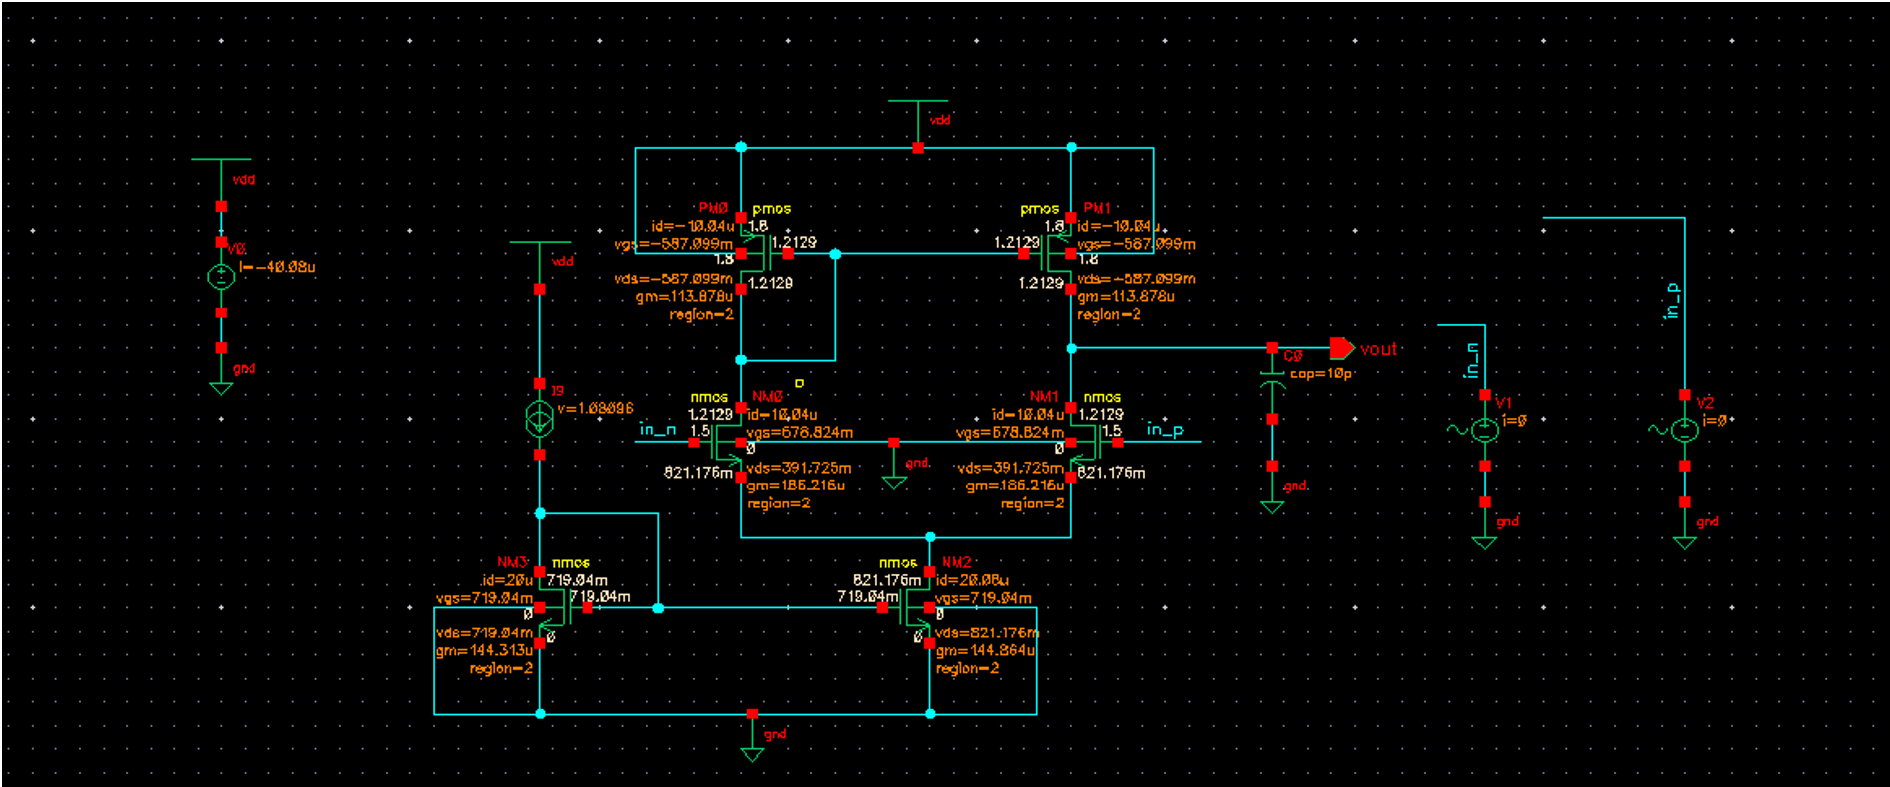 vdd
vdd
V0
I=-40.08u
gnd
vdd
I9
v=1.08096
PM0
pmos
id=-10.04u
1.8
vgs=-587.099m
1.2129
1.8
vds=-587.099m
1.2129
gm=113.878u
region=2
pmos
PM1
1.8
id=-10.04u
1.2129
vgs=-587.099m
1.8
1.2129
vds=-587.099m
gm=113.878u
region=2
nmos
NM0
1.2129
id=10.04u
in_n
1.5
vgs=678.824m
0
821.176m
vds=391.725m
gm=186.216u
region=2
gnd
NM1
nmos
id=10.04u
1.2129
vgs=678.824m
1.5
in_p
0
vds=391.725m
821.176m
gm=186.216u
region=2
C0
vout
cap=10p
gnd
in_n
V1
i=0
gnd
in_p
V2
i=0
gnd
NM3
nmos
id=20u
719.04m
vgs=719.04m
719.04m
0
0
vds=719.04m
gm=144.313u
region=2
nmos
NM2
821.176m
id=20.08u
719.04m
vgs=719.04m
0
0
vds=821.176m
gm=144.864u
region=2
gnd